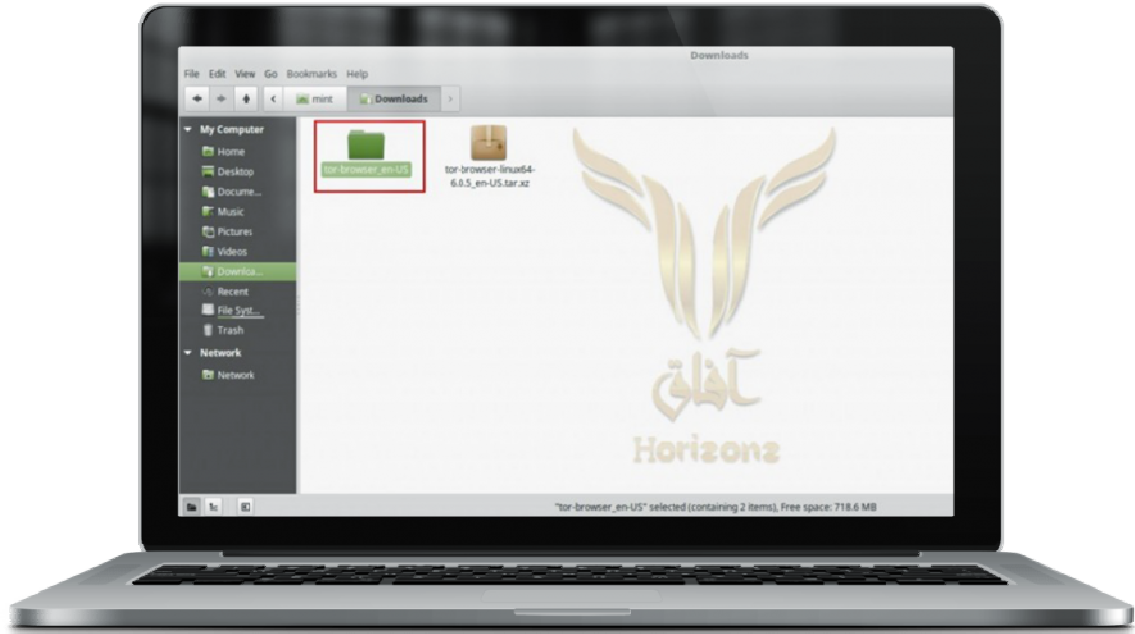 Downloads
File Edit View Go Bookmarks Help
mint Downloads
My Computer
Home
Desktop
Docume...
Music
Pictures
Videos
Downloa...
Recent
File Syst...
Trash
Network
Network
tor-browser_en-US
tor-browser-linux64-
6.0.5_en-US.tar.xz
آفاق
Horizons
"tor-browser_en-US" selected (containing 2 items), Free space: 718.6 MB